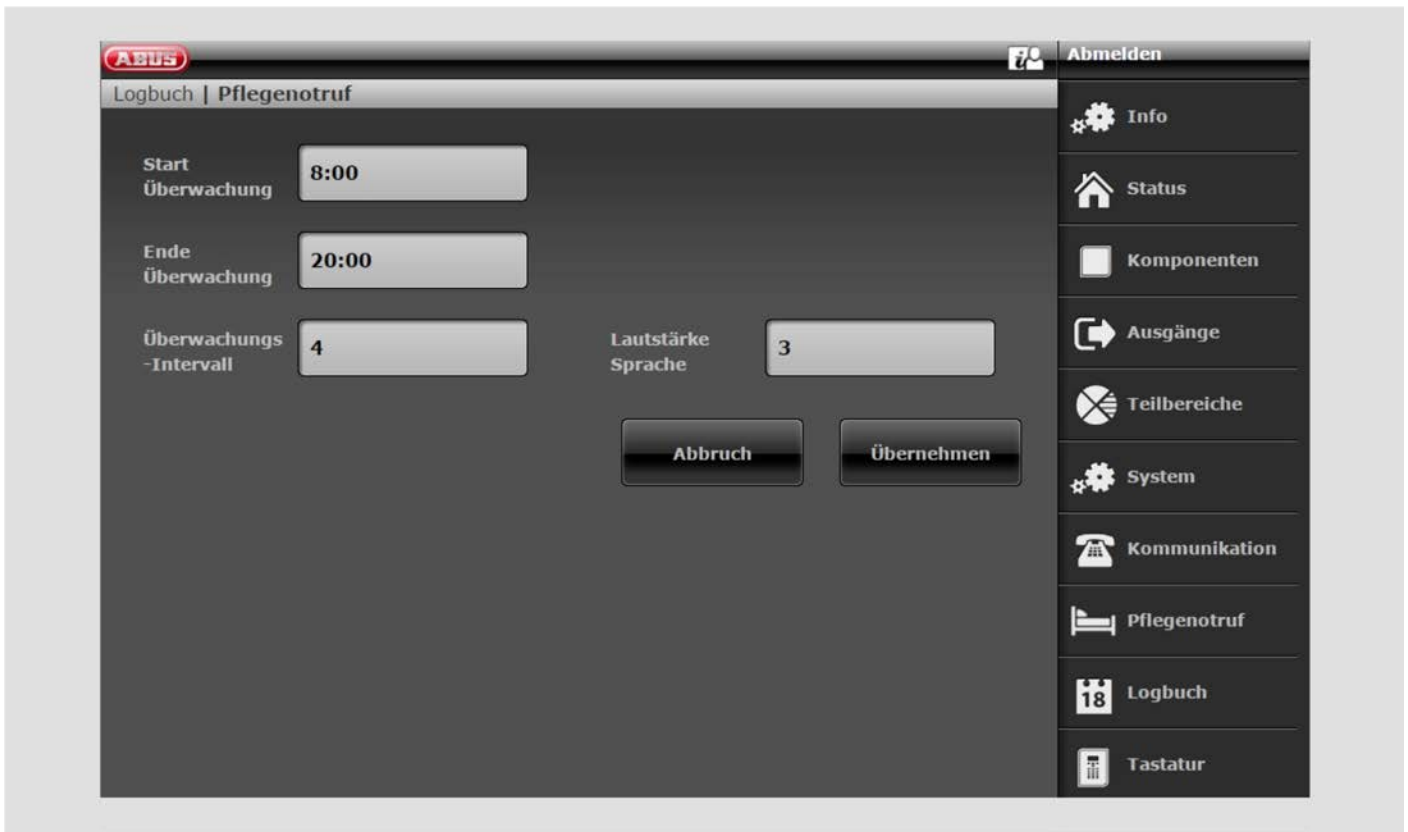 ABUS
Abmelden
Logbuch | Pflegenotruf
Start
Überwachung
8:00
Ende
Überwachung
20:00
Überwachungs
-Intervall
4
Lautstärke
Sprache
3
Abbruch
Übernehmen
Info
Status
Komponenten
Ausgänge
Teilbereiche
System
Kommunikation
Pflegenotruf
18
Logbuch
Tastatur